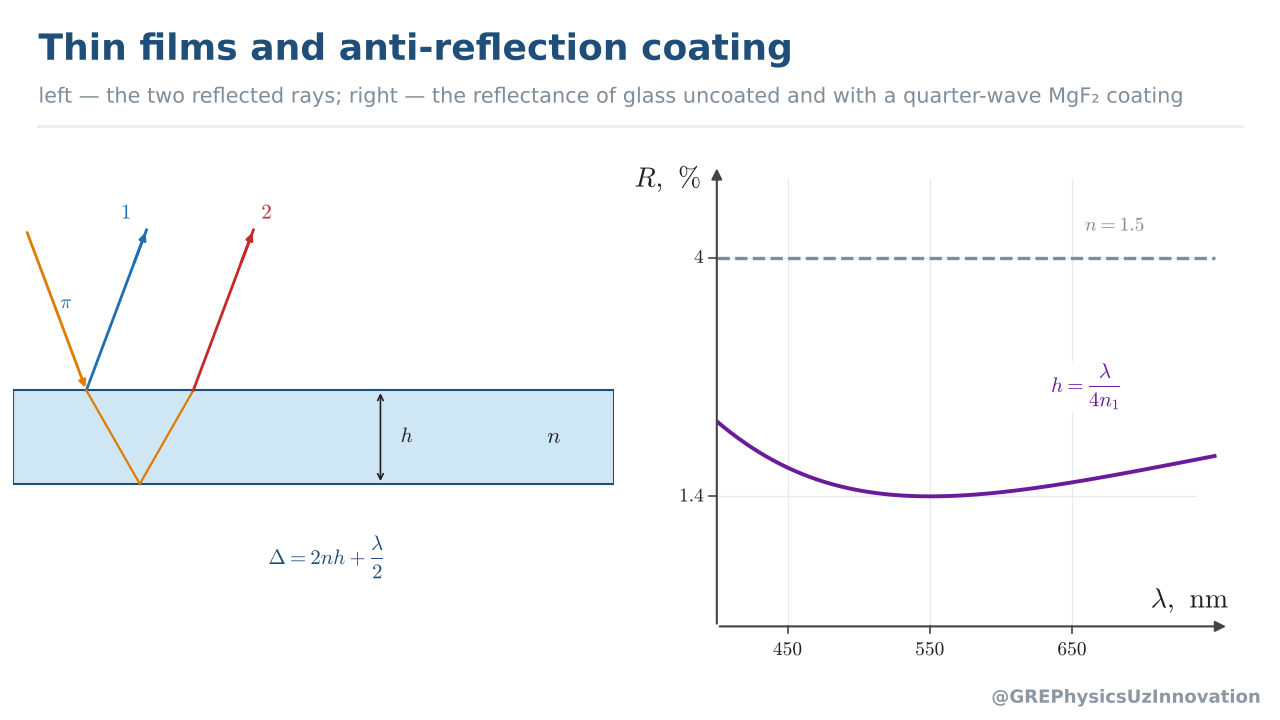 Thin films and anti-reflection coating
left — the two reflected rays; right — the reflectance of glass uncoated and with a quarter-wave MgF₂ coating
1
2
π
h
n
Δ = 2nh + λ/2
R, %
n = 1.5
4
h = λ/4n₁
1.4
λ, nm
450 550 650
@GREPhysicsUzInnovation